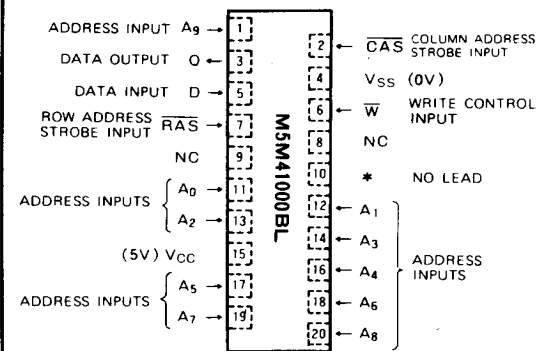 ADDRESS INPUT A9 → 1
2 ← C̅A̅S̅ COLUMN ADDRESS
STROBE INPUT
DATA OUTPUT Q ← 3
4 VSS (0V)
DATA INPUT D → 5
6 ← W̅ WRITE CONTROL
INPUT
ROW ADDRESS
STROBE INPUT R̅A̅S̅ → 7
8 NC
NC 9
10 * NO LEAD
ADDRESS INPUTS
A0 → 11
A2 → 13
12 ← A1
14 ← A3
16 ← A4
18 ← A6
20 ← A8
ADDRESS
INPUTS
(5V) VCC 15
ADDRESS INPUTS
A5 → 17
A7 → 19
M5M41000BL